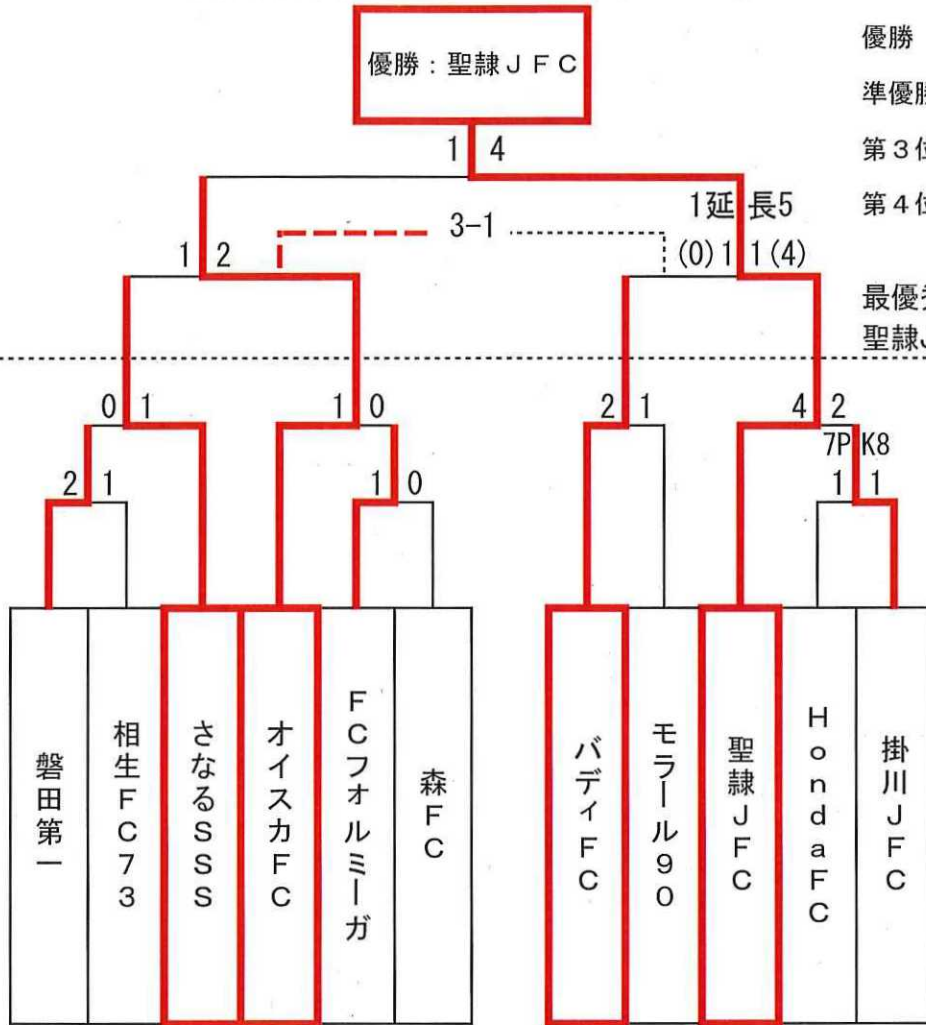 優勝：聖隷ＪＦＣ
優勝
準優勝
第３位
第４位
1 4
1延長5
3-1
1 2
(0)1 1(4)
聖隷J
0 1
1 0
2 1
4 2
7PK8
2 1
1 0
1 1
磐田第一
相生ＦＣ７３
さなるＳＳＳ
オイスカＦＣ
ＦＣフォルミーガ
森ＦＣ
バディＦＣ
モラール９０
聖隷ＪＦＣ
ＨｏｎｄａＦＣ
掛川ＪＦＣ